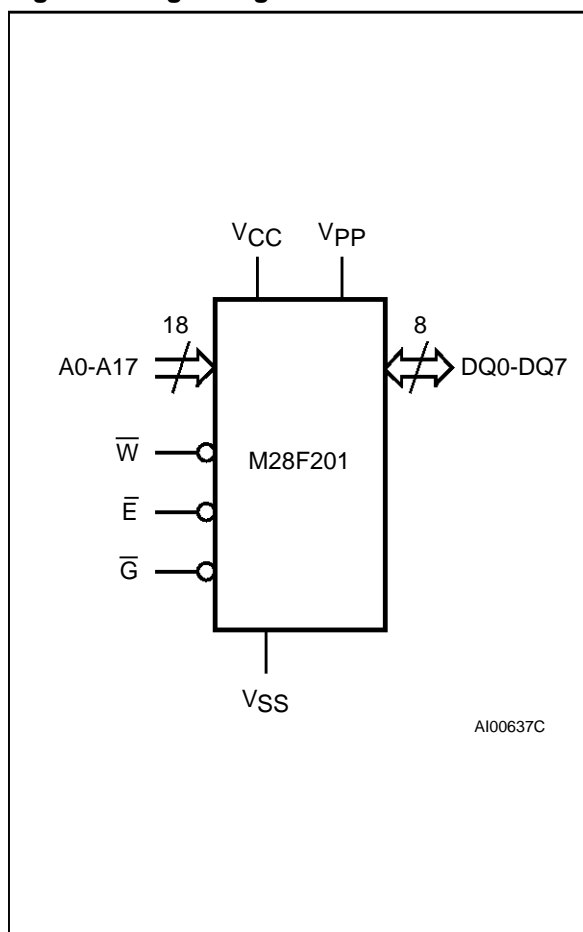 VCC VPP
18 8
A0-A17 DQ0-DQ7
W̅
M28F201
E̅
G̅
VSS
AI00637C